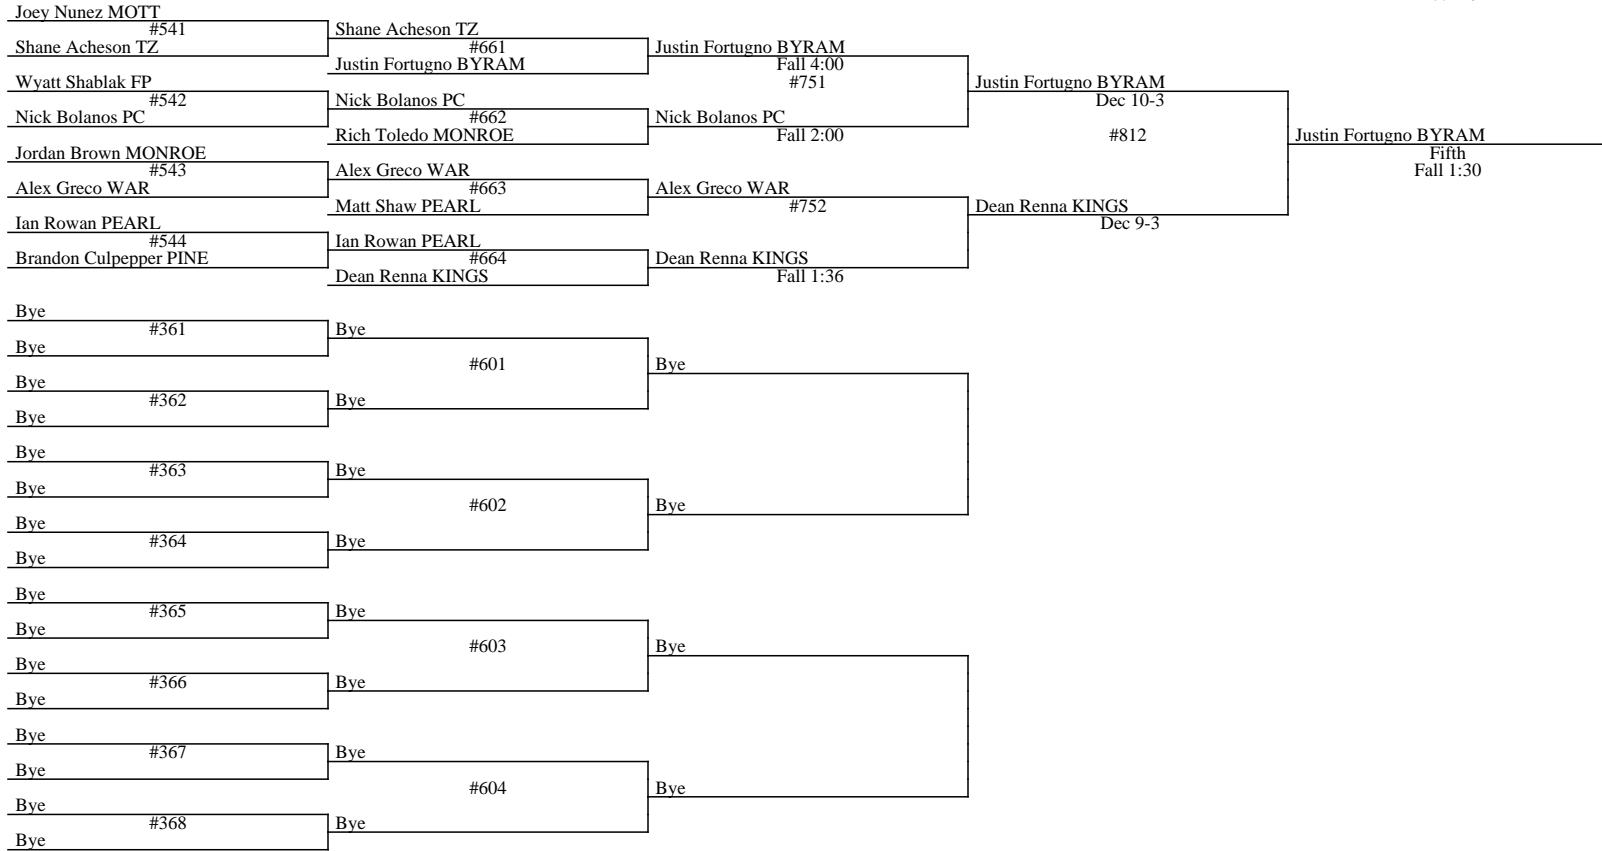 Joey Nunez MOTT
#541
Shane Acheson TZ
Wyatt Shablak FP
#542
Nick Bolanos PC
Jordan Brown MONROE
#543
Alex Greco WAR
Ian Rowan PEARL
#544
Brandon Culpepper PINE
Shane Acheson TZ
#661
Justin Fortugno BYRAM
Nick Bolanos PC
#662
Rich Toledo MONROE
Alex Greco WAR
#663
Matt Shaw PEARL
Ian Rowan PEARL
#664
Dean Renna KINGS
Justin Fortugno BYRAM
Fall 4:00
#751
Nick Bolanos PC
Fall 2:00
Alex Greco WAR
#752
Dean Renna KINGS
Fall 1:36
Justin Fortugno BYRAM
Dec 10-3
#812
Dean Renna KINGS
Dec 9-3
Justin Fortugno BYRAM
Fifth
Fall 1:30
Bye
#361
Bye
Bye
#362
Bye
Bye
#363
Bye
Bye
#364
Bye
Bye
#365
Bye
Bye
#366
Bye
Bye
#367
Bye
Bye
#368
Bye
Bye
#601
Bye
Bye
#602
Bye
Bye
#603
Bye
Bye
#604
Bye
Bye
Bye
Bye
Bye